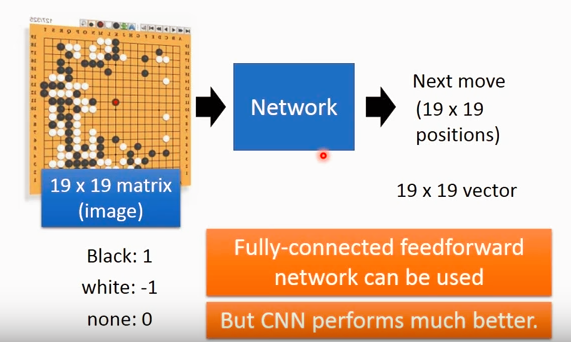 Network
Next move
(19 x 19
positions)
19 x 19 matrix
(image)
19 x 19 vector
Black: 1
white: -1
none: 0
Fully-connected feedforward
network can be used
But CNN performs much better.